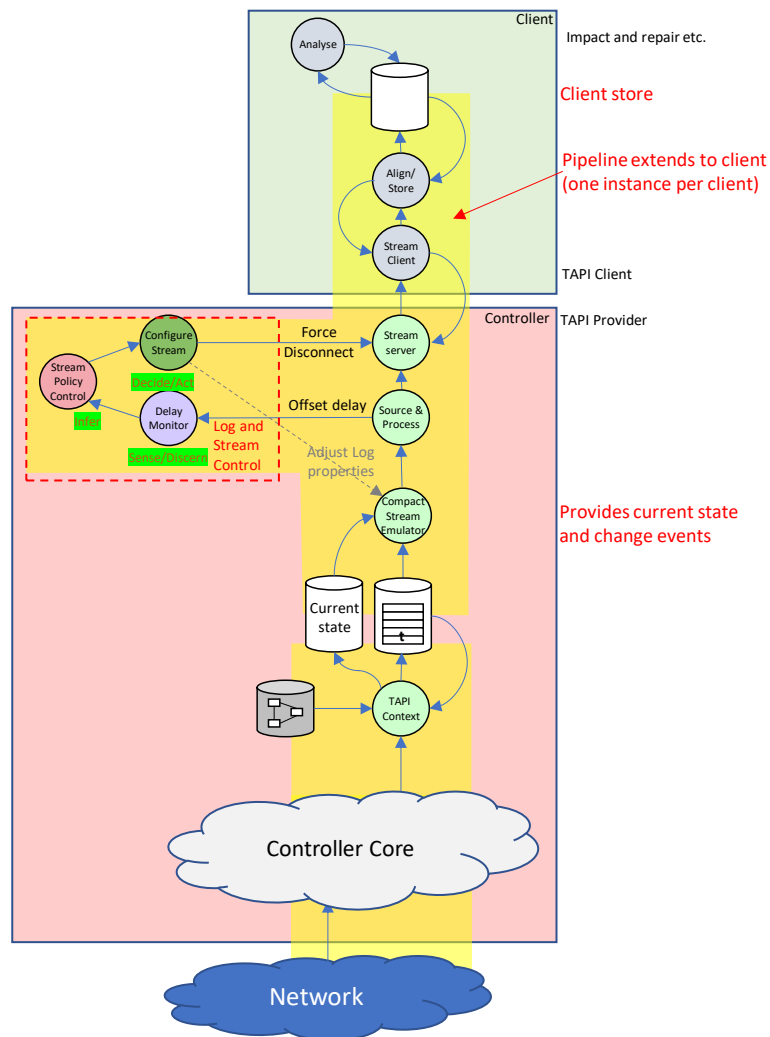 Client
Analyse
Impact and repair etc.
Client store
Pipeline extends to client
(one instance per client)
Align/
Store
Stream
Client
TAPI Client
Controller
TAPI Provider
Configure
Stream
Force
Disconnect
Stream
server
Stream
Policy
Control
Decide/Act
Infer
Delay
Monitor
Offset delay
Source &
Process
Sense/Discern
Log and
Stream
Control
Adjust Log
properties
Compact
Stream
Emulator
Provides current state
and change events
Current
state
t
TAPI
Context
Controller Core
Network